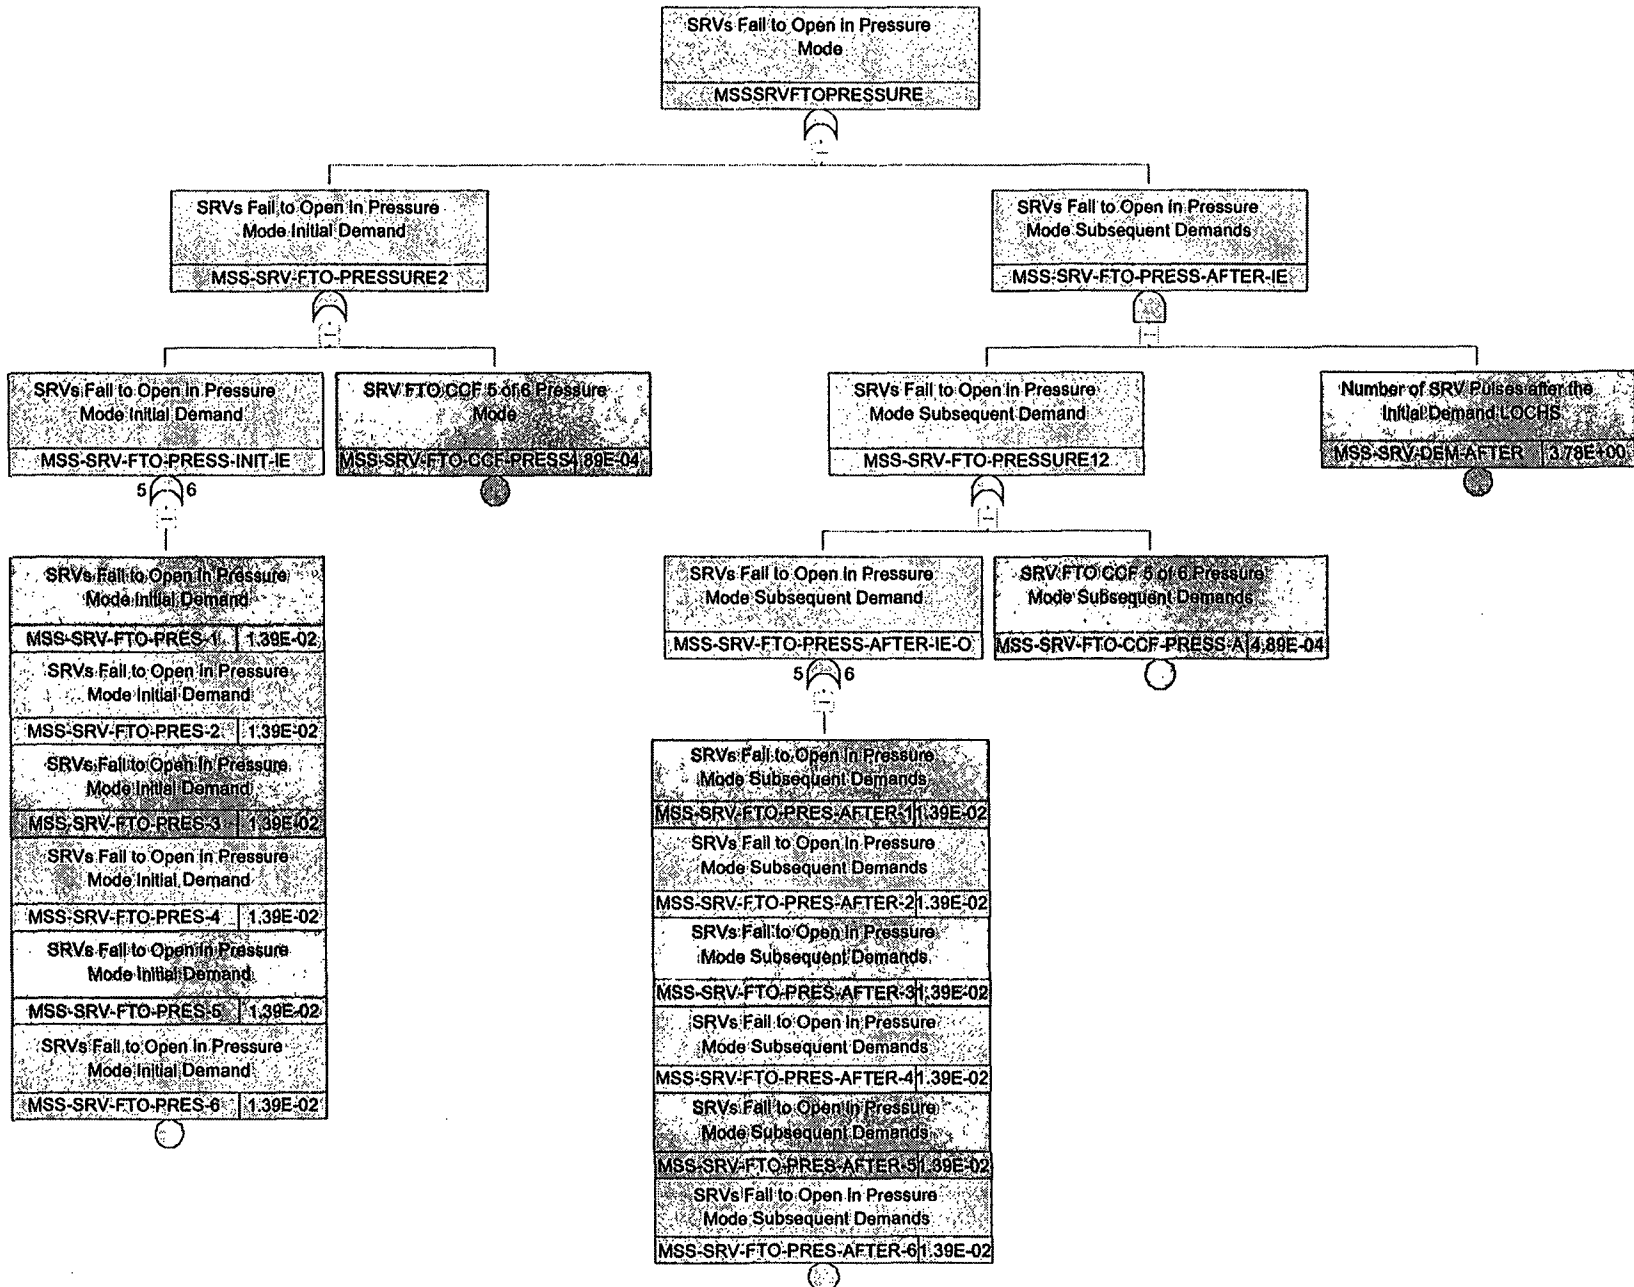 SRVs Fail to Open in Pressure
Mode
MSSSRVFTOPRESSURE
SRVs Fail to Open in Pressure
Mode Initial Demand
MSS-SRV-FTO-PRESSURE2
SRVs Fail to Open in Pressure
Mode Subsequent Demands
MSS-SRV-FTO-PRESS-AFTER-IE
SRVs Fail to Open in Pressure
Mode Initial Demand
MSS-SRV-FTO-PRESS-INIT-IE
5 6
SRV FTO CCF 5 of 6 Pressure
Mode
MSS-SRV-FTO-CCF-PRESS 4.89E-04
SRVs Fail to Open in Pressure
Mode Subsequent Demand
MSS-SRV-FTO-PRESSURE12
Number of SRV Pulses after the
Initial Demand LOCHS
MSS-SRV-DEM-AFTER 3.78E+00
SRVs Fail to Open in Pressure
Mode Initial Demand
MSS-SRV-FTO-PRES-1 1.39E-02
SRVs Fail to Open in Pressure
Mode Initial Demand
MSS-SRV-FTO-PRES-2 1.39E-02
SRVs Fail to Open in Pressure
Mode Initial Demand
MSS-SRV-FTO-PRES-3 1.39E-02
SRVs Fail to Open in Pressure
Mode Initial Demand
MSS-SRV-FTO-PRES-4 1.39E-02
SRVs Fail to Open in Pressure
Mode Initial Demand
MSS-SRV-FTO-PRES-5 1.39E-02
SRVs Fail to Open in Pressure
Mode Initial Demand
MSS-SRV-FTO-PRES-6 1.39E-02
SRVs Fail to Open in Pressure
Mode Subsequent Demand
MSS-SRV-FTO-PRESS-AFTER-IE-O
5 6
SRV FTO CCF 5 of 6 Pressure
Mode Subsequent Demands
MSS-SRV-FTO-CCF-PRESS-A 4.89E-04
SRVs Fail to Open in Pressure
Mode Subsequent Demands
MSS-SRV-FTO-PRES-AFTER-1 1.39E-02
SRVs Fail to Open in Pressure
Mode Subsequent Demands
MSS-SRV-FTO-PRES-AFTER-2 1.39E-02
SRVs Fail to Open in Pressure
Mode Subsequent Demands
MSS-SRV-FTO-PRES-AFTER-3 1.39E-02
SRVs Fail to Open in Pressure
Mode Subsequent Demands
MSS-SRV-FTO-PRES-AFTER-4 1.39E-02
SRVs Fail to Open in Pressure
Mode Subsequent Demands
MSS-SRV-FTO-PRES-AFTER-5 1.39E-02
SRVs Fail to Open in Pressure
Mode Subsequent Demands
MSS-SRV-FTO-PRES-AFTER-6 1.39E-02